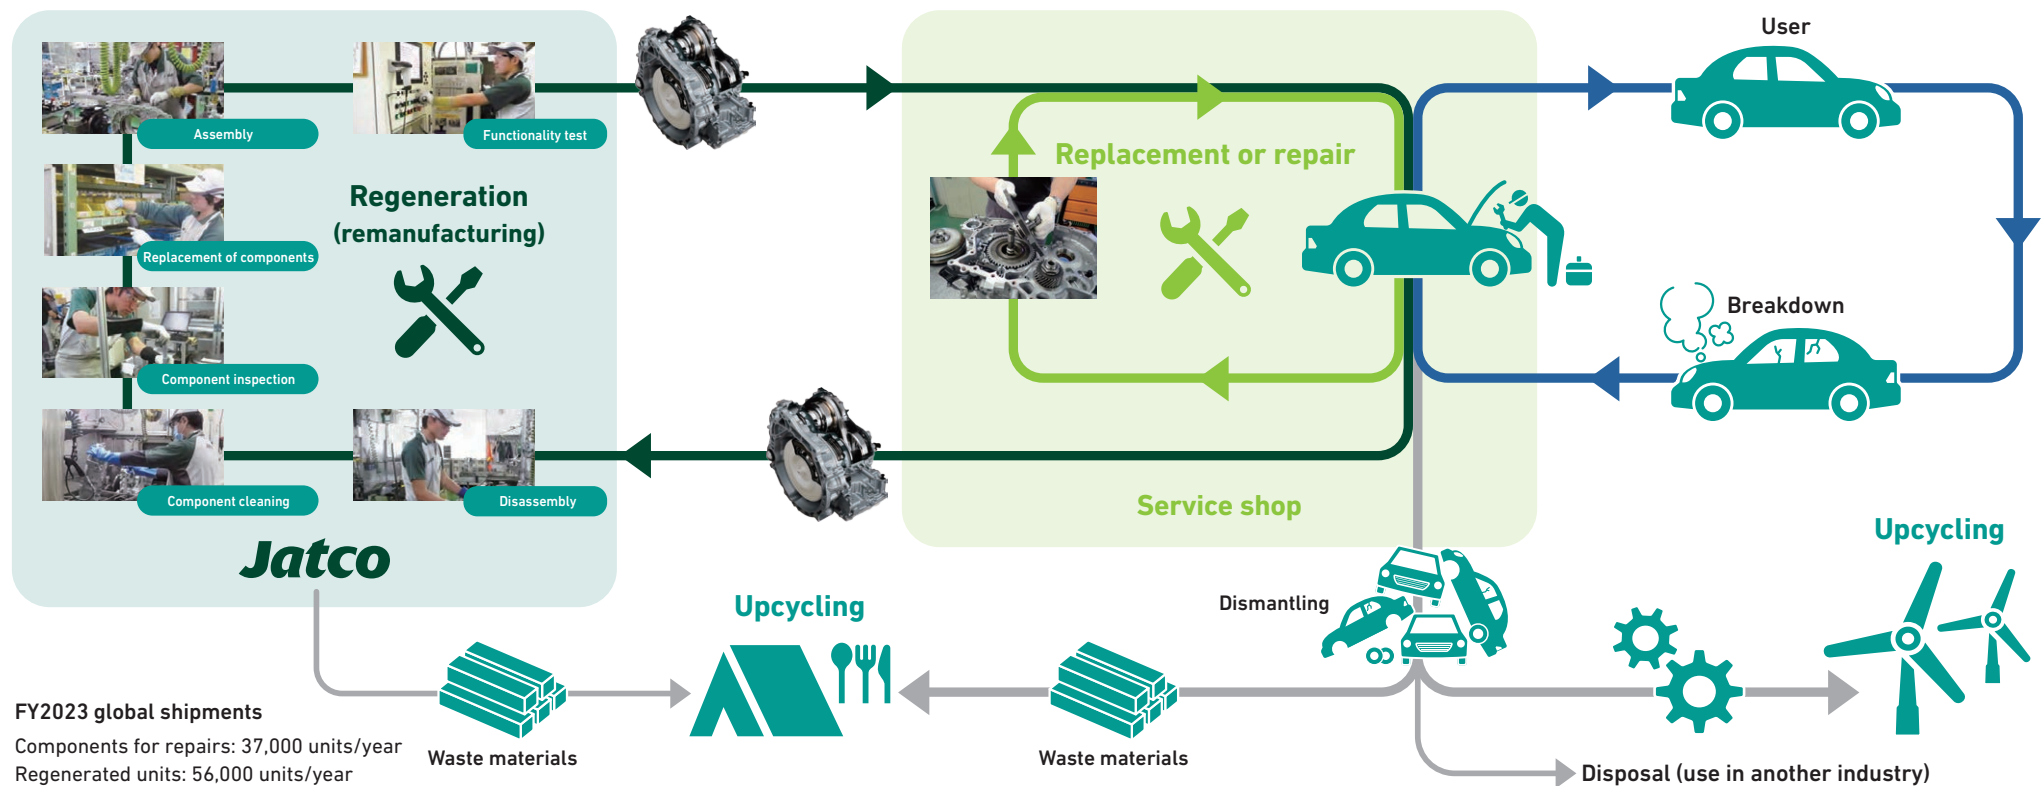 User
Assembly
Functionality test
Replacement or repair
Regeneration
(remanufacturing)
Replacement of components
Breakdown
Component inspection
Component cleaning
Disassembly
Service shop
Jatco
Upcycling
Upcycling
Dismantling
FY2023 global shipments
Components for repairs: 37,000 units/year
Regenerated units: 56,000 units/year
Waste materials
Waste materials
Disposal (use in another industry)